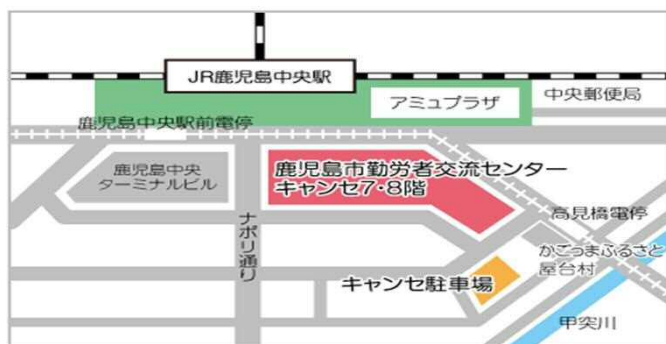 JR鹿児島中央駅
アミュプラザ
中央郵便局
鹿児島中央駅前電停
鹿児島中央
ターミナルビル
鹿児島市勤労者交流センター
キャンセ7・8階
ナポリ通り
高見橋電停
かごっまふるさと
屋台村
キャンセ駐車場
甲突川